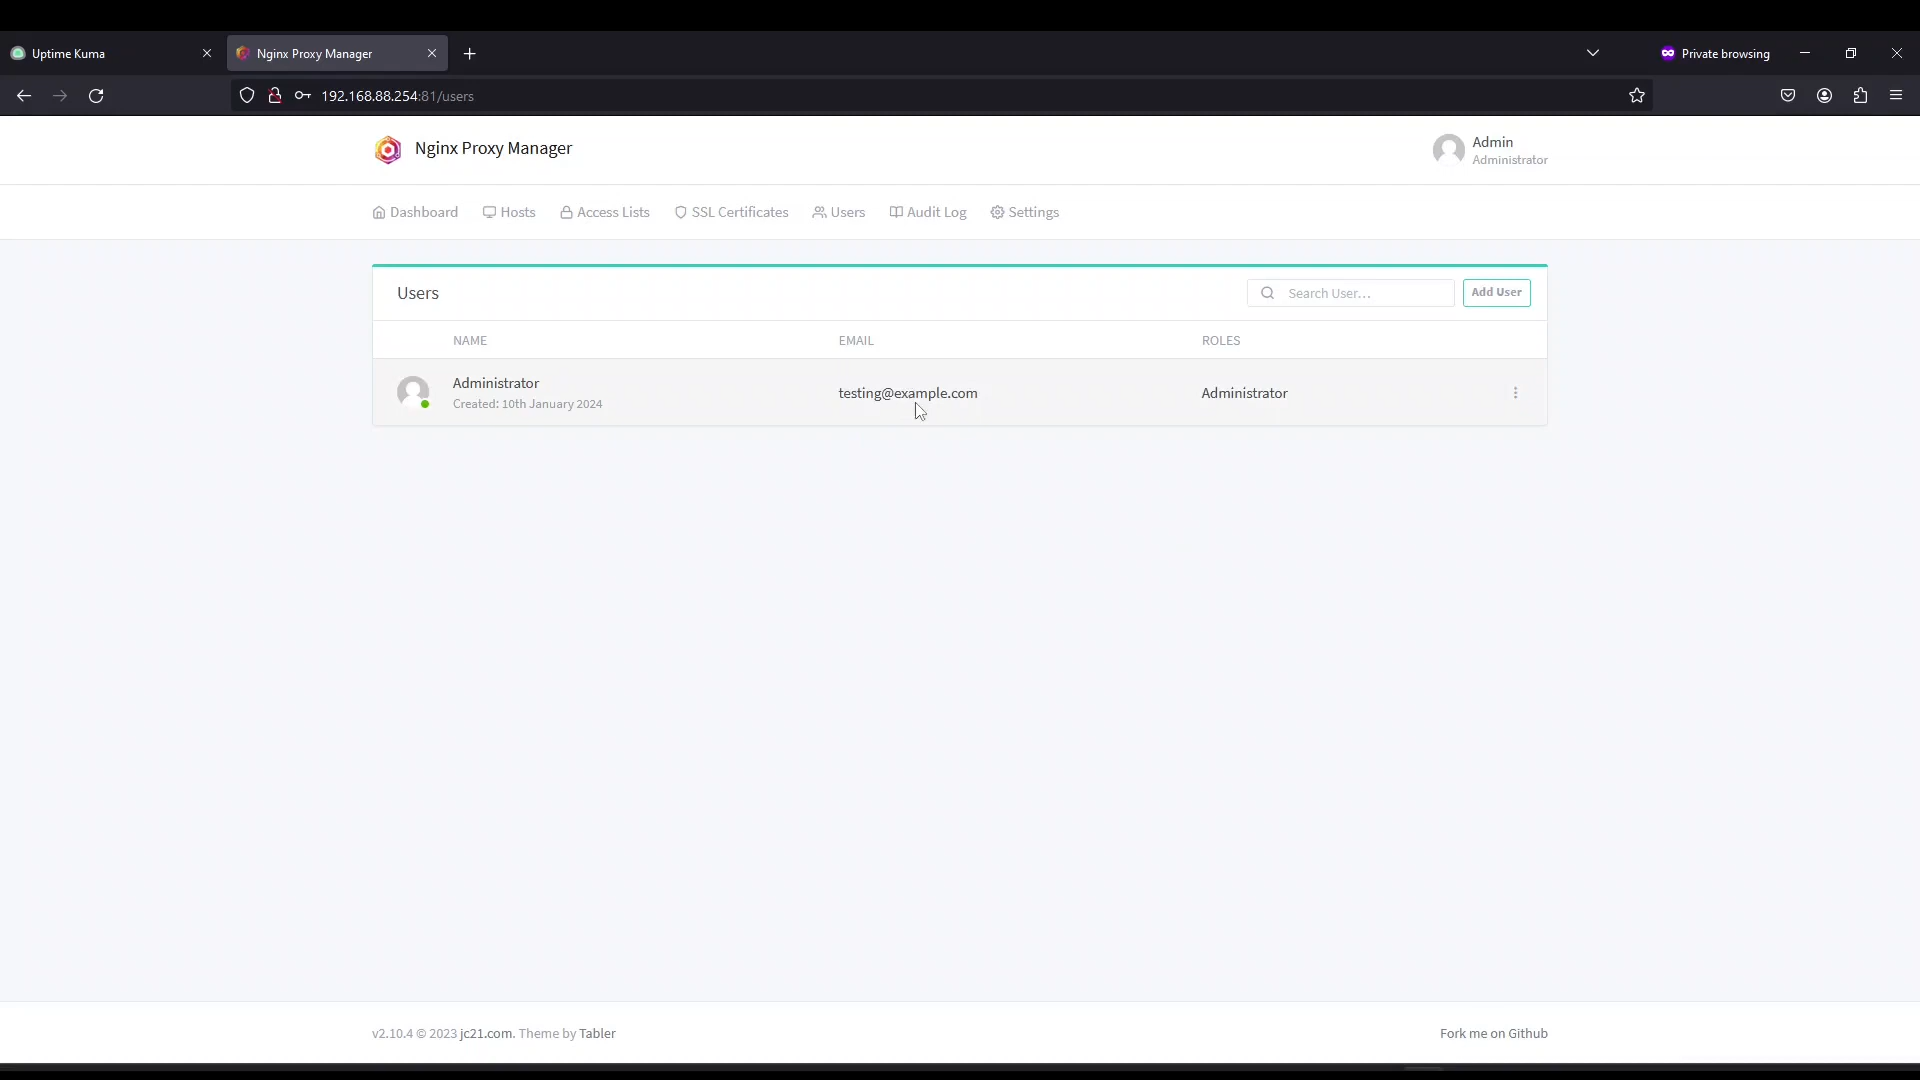 Uptime Kuma
Nginx Proxy Manager
Private browsing
192.168.88.254:81/users
Nginx Proxy Manager
Admin
Administrator
Dashboard Hosts Access Lists SSL Certificates Users Audit Log Settings
Users
Search User...
Add User
NAME EMAIL ROLES
Administrator
Created: 10th January 2024
testing@example.com
Administrator
v2.10.4 © 2023 jc21.com. Theme by Tabler
Fork me on Github